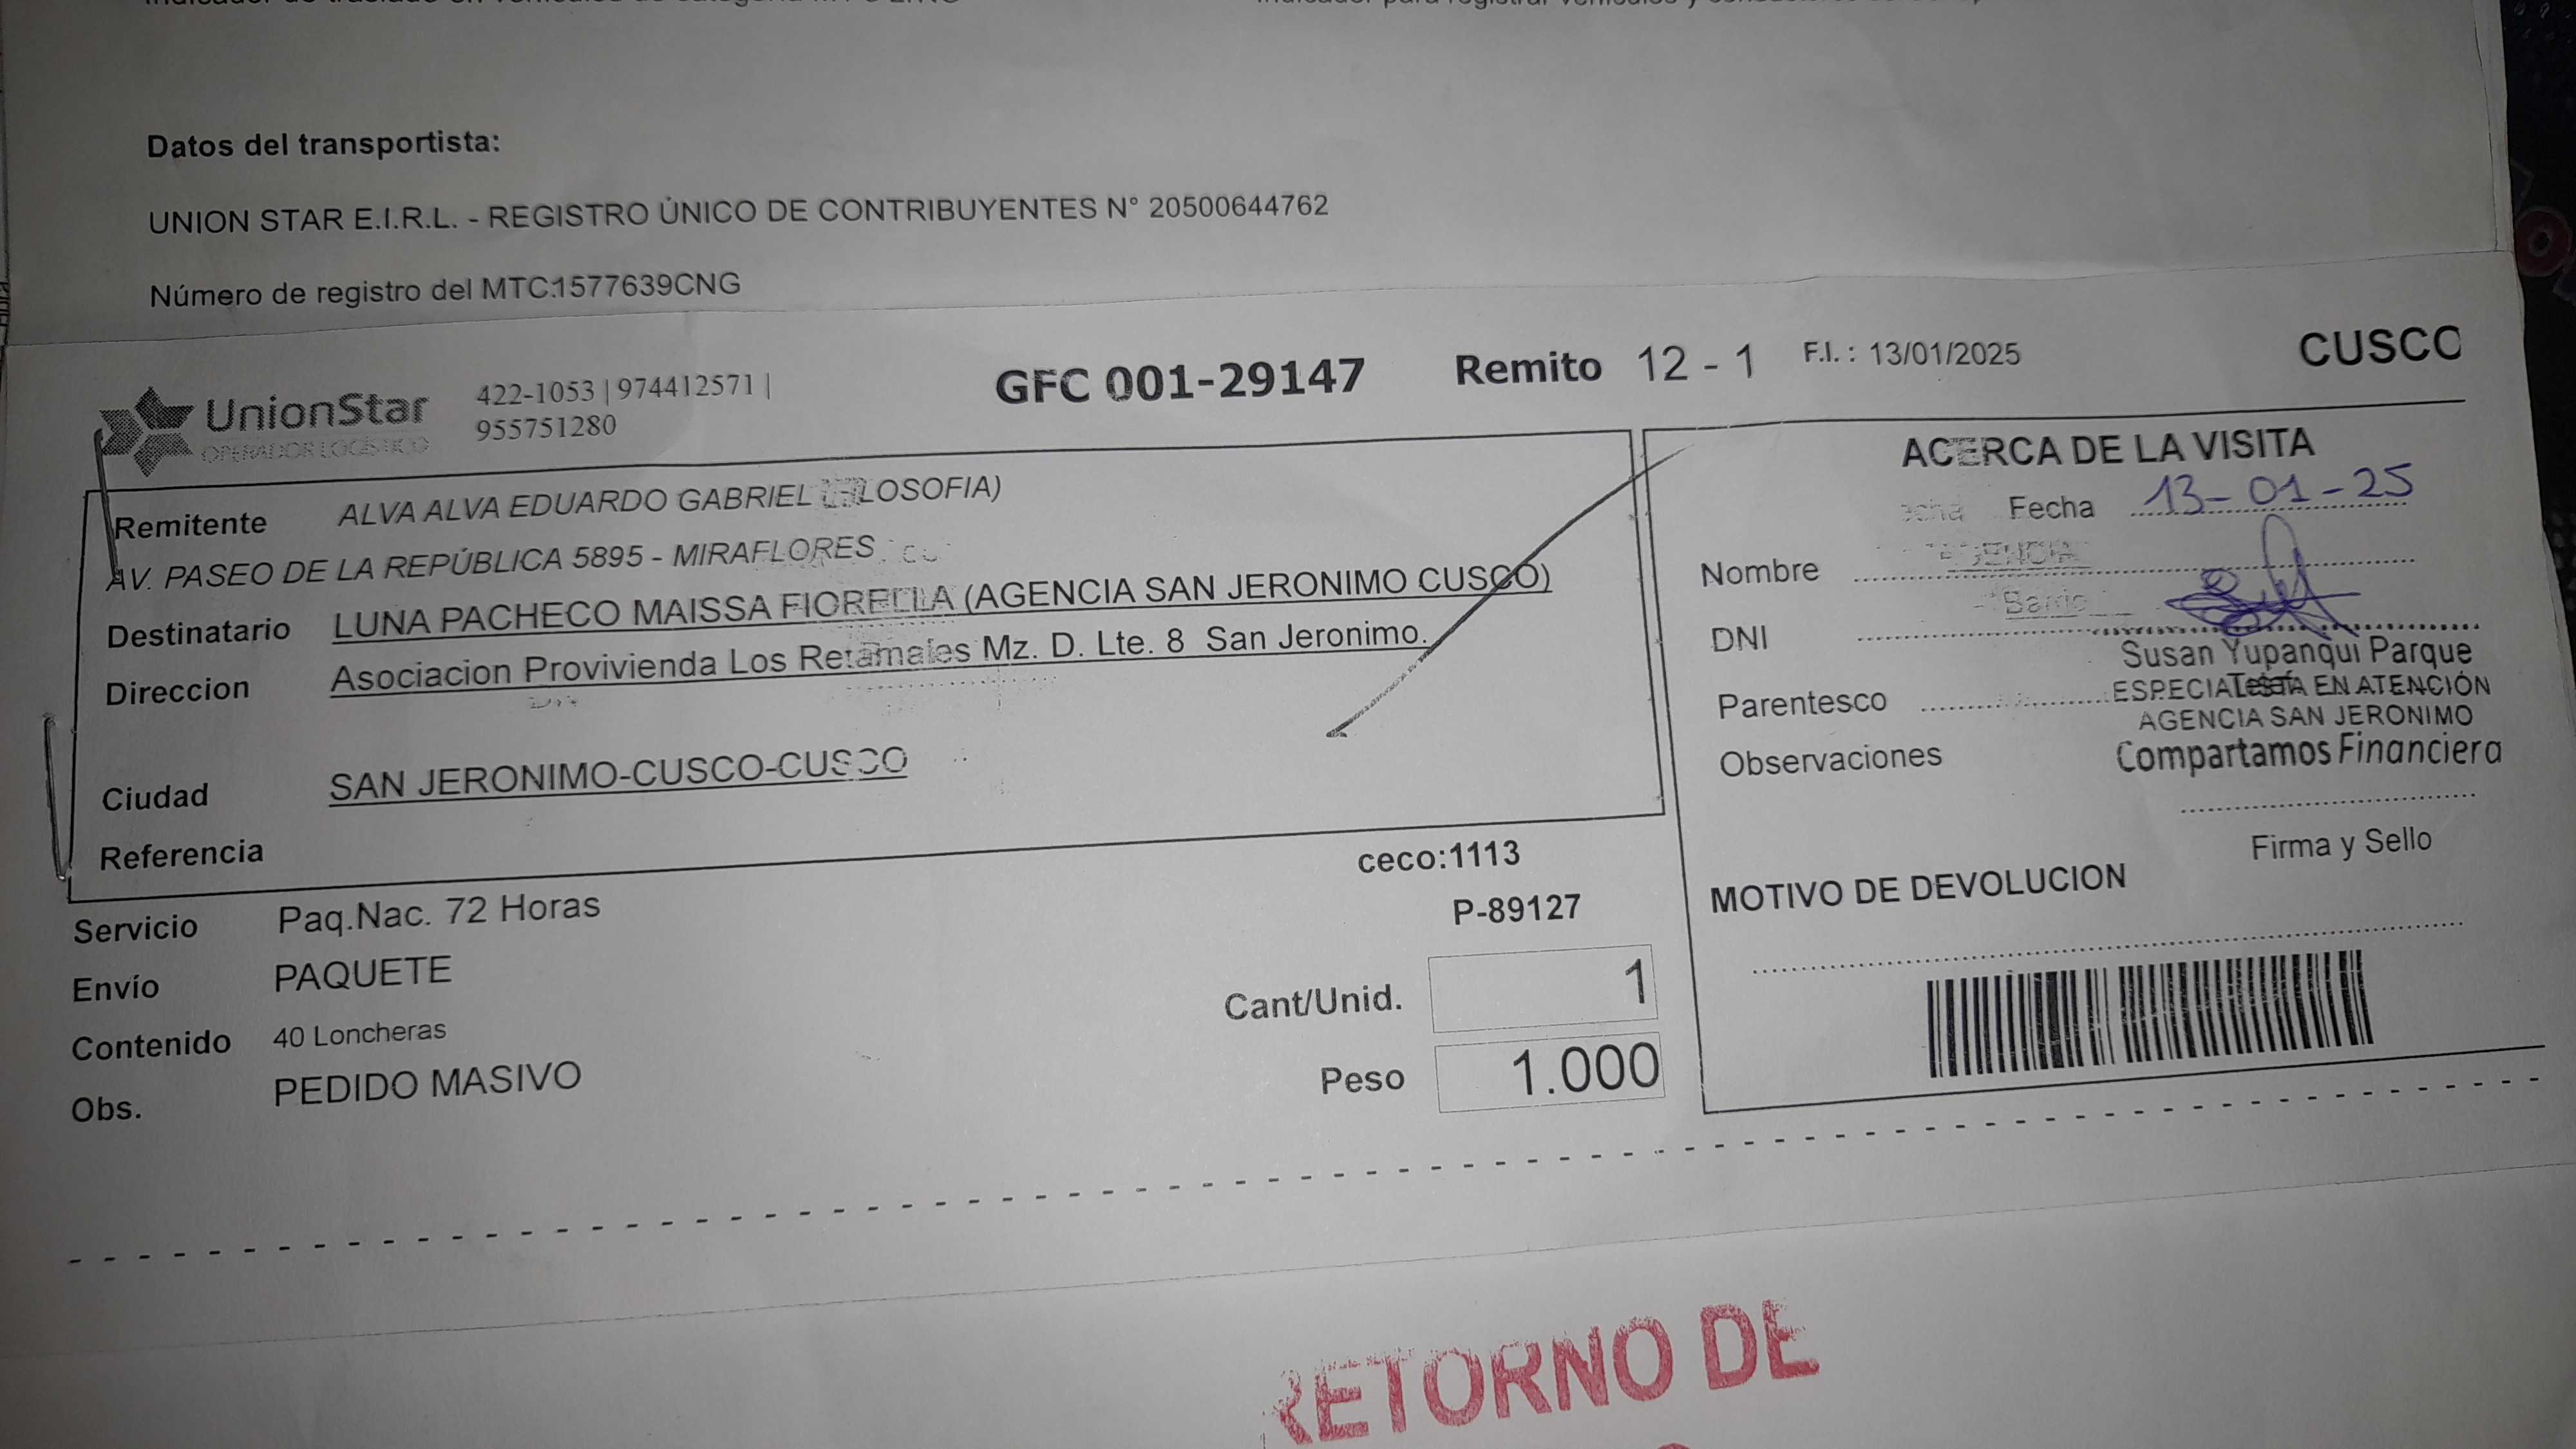 Datos del transportista:
UNION STAR E.I.R.L. - REGISTRO ÚNICO DE CONTRIBUYENTES N° 20500644762
Número de registro del MTC:1577639CNG
UnionStar
OPERADOR LOGÍSTICO
422-1053 | 974412571 |
955751280
GFC 001-29147
Remito 12 - 1
F.I. : 13/01/2025
CUSCO
Remitente ALVA ALVA EDUARDO GABRIEL LOSOFIA)
AV. PASEO DE LA REPÚBLICA 5895 - MIRAFLORES
Destinatario LUNA PACHECO MAISSA FIORELLA (AGENCIA SAN JERONIMO CUSCO)
Direccion Asociacion Provivienda Los Retamales Mz. D. Lte. 8 San Jeronimo.
Ciudad SAN JERONIMO-CUSCO-CUSCO
Referencia
ceco:1113
P-89127
Servicio Paq.Nac. 72 Horas
Envío PAQUETE
Contenido 40 Loncheras
Obs. PEDIDO MASIVO
Cant/Unid. 1
Peso 1.000
ACERCA DE LA VISITA
Fecha 13-01-25
Nombre
DNI
Susan Yupanqui Parque
Parentesco
EN ATENCIÓN
AGENCIA SAN JERONIMO
Observaciones
Compartamos Financiera
Firma y Sello
MOTIVO DE DEVOLUCION
RETORNO DE